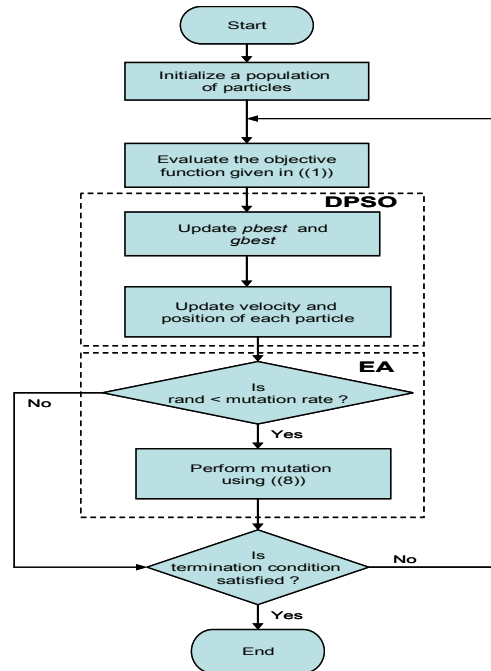 Start
Initialize a population
of particles
Evaluate the objective
function given in ((1))
DPSO
Update pbest and
gbest
Update velocity and
position of each particle
EA
Is
rand < mutation rate ?
No
Yes
Perform mutation
using ((8))
Is
termination condition
satisfied ?
No
Yes
End